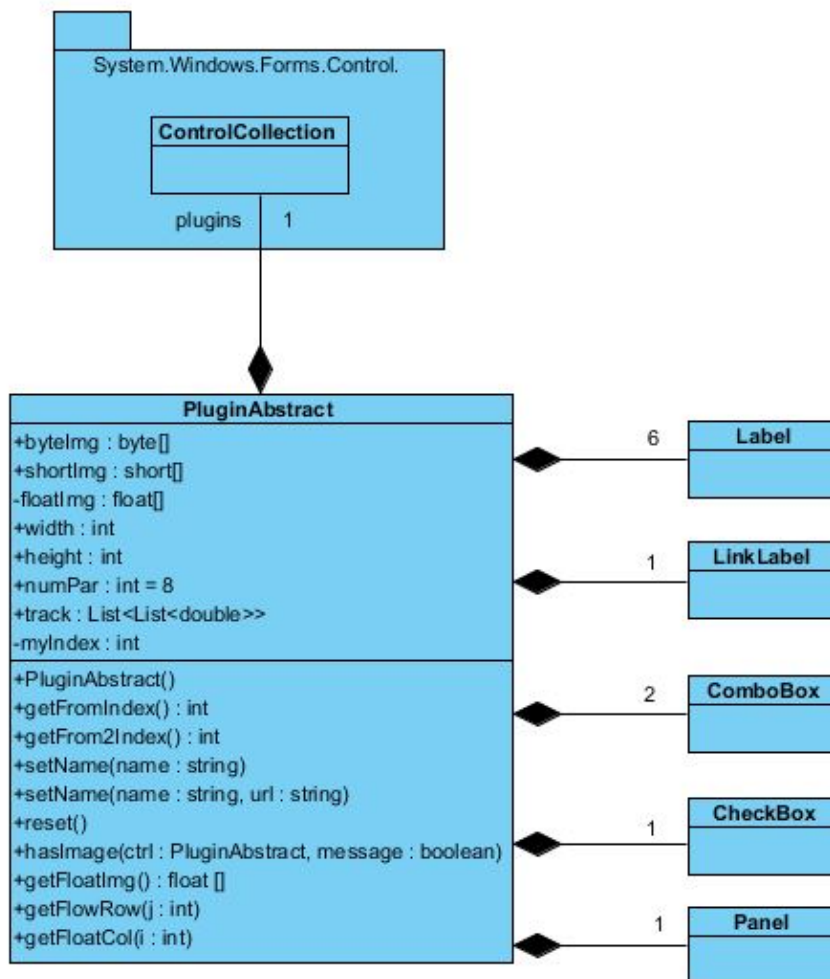 System.Windows.Forms.Control.
ControlCollection
plugins 1
PluginAbstract
+byteImg : byte[]
+shortImg : short[]
-floatImg : float[]
+width : int
+height : int
+numPar : int = 8
+track : List<List<double>>
-myIndex : int
+PluginAbstract()
+getFromIndex() : int
+getFrom2Index() : int
+setName(name : string)
+setName(name : string, url : string)
+reset()
+hasImage(ctrl : PluginAbstract, message : boolean)
+getFloatImg() : float []
+getFlowRow(j : int)
+getFloatCol(i : int)
6 Label
1 LinkLabel
2 ComboBox
1 CheckBox
1 Panel